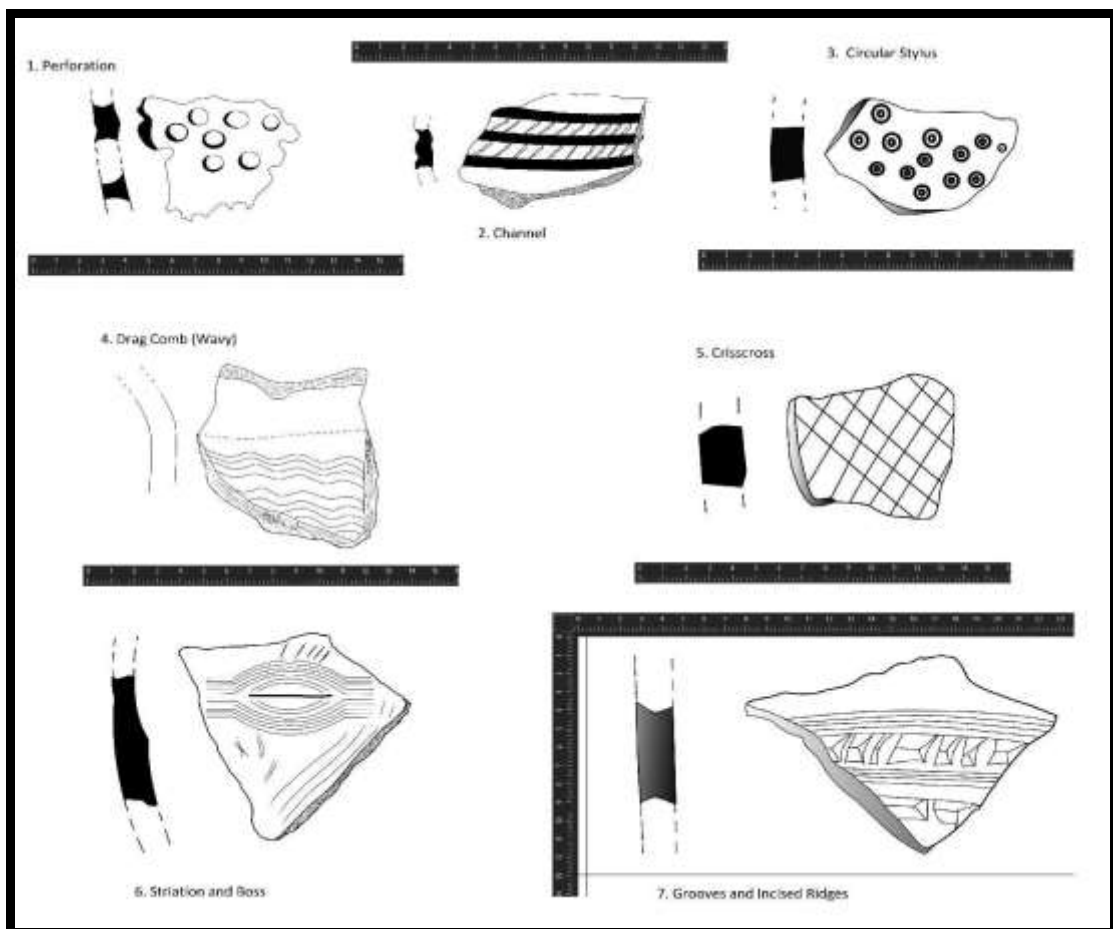 1. Perforation
3. Circular Stylus
2. Channel
4. Drag Comb (Wavy)
5. Crisscross
6. Striation and Boss
7. Grooves and Incised Ridges